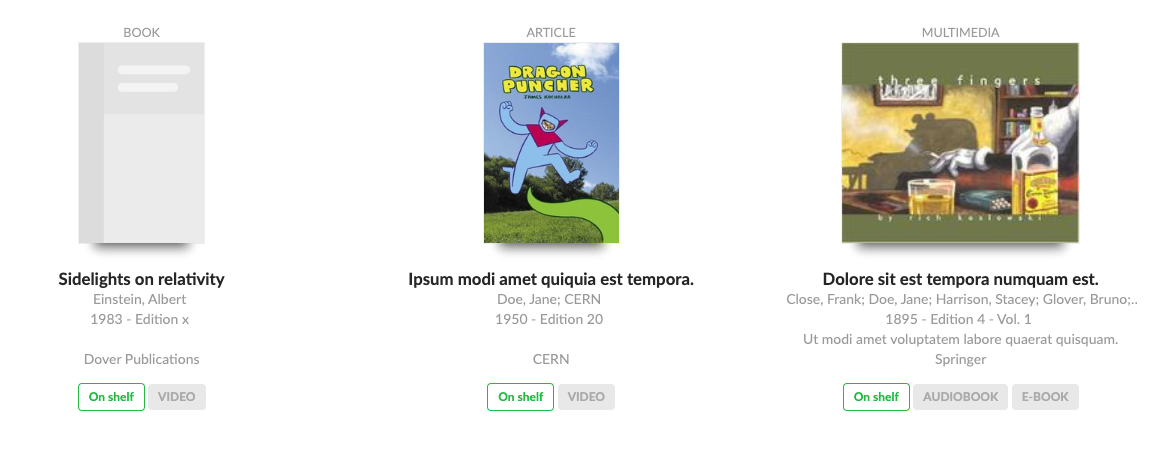 BOOK
Sidelights on relativity
Einstein, Albert
1983 - Edition x
Dover Publications
On shelf VIDEO
ARTICLE
DRAGON
PUNCHER
JAMES KOCHALKA
Ipsum modi amet quiquia est tempora.
Doe, Jane; CERN
1950 - Edition 20
CERN
On shelf VIDEO
MULTIMEDIA
three fingers
by rich koslowski
Dolore sit est tempora numquam est.
Close, Frank; Doe, Jane; Harrison, Stacey; Glover, Bruno;..
1895 - Edition 4 - Vol. 1
Ut modi amet voluptatem labore quaerat quisquam.
Springer
On shelf AUDIOBOOK E-BOOK